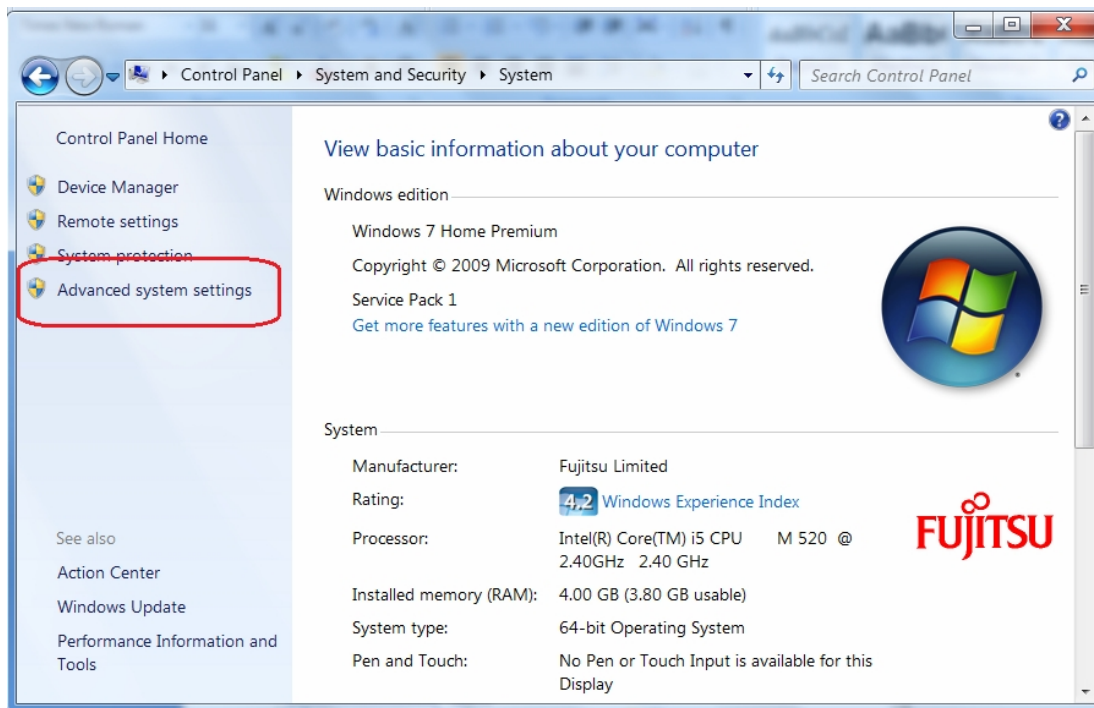 Control Panel ▸ System and Security ▸ System
Search Control Panel
Control Panel Home
Device Manager
Remote settings
System protection
Advanced system settings
See also
Action Center
Windows Update
Performance Information and
Tools
View basic information about your computer
Windows edition
Windows 7 Home Premium
Copyright © 2009 Microsoft Corporation. All rights reserved.
Service Pack 1
Get more features with a new edition of Windows 7
System
Manufacturer: Fujitsu Limited
Rating: 4,2 Windows Experience Index
Processor: Intel(R) Core(TM) i5 CPU M 520 @
2.40GHz 2.40 GHz
Installed memory (RAM): 4.00 GB (3.80 GB usable)
System type: 64-bit Operating System
Pen and Touch: No Pen or Touch Input is available for this
Display
FUJITSU